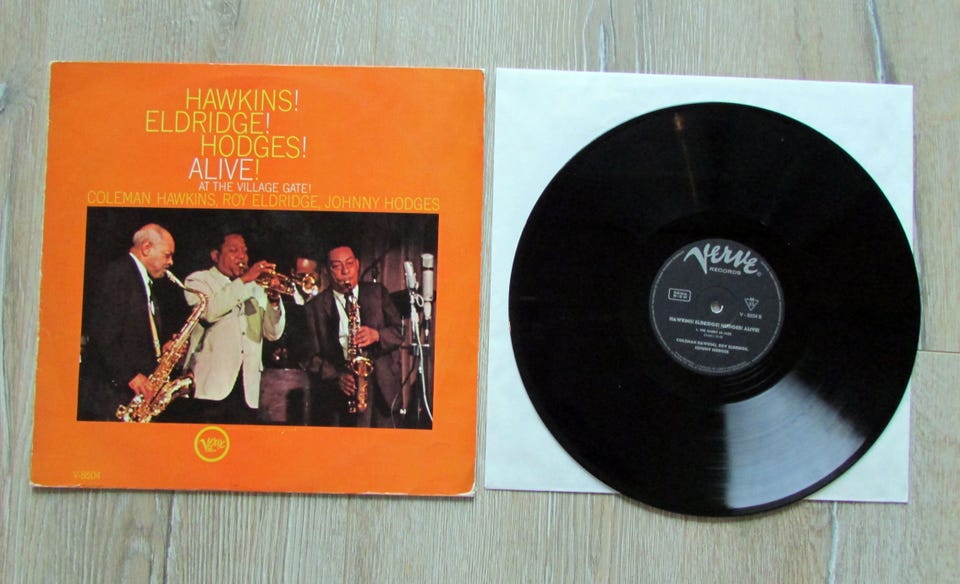 HAWKINS!
ELDRIDGE!
HODGES!
ALIVE!
AT THE VILLAGE GATE!
COLEMAN HAWKINS, ROY ELDRIDGE, JOHNNY HODGES
Verve
V-8504
Verve
RECORDS
V - 8504 B
HAWKINS! ELDRIDGE! HODGES! ALIVE!
COLEMAN HAWKINS, ROY ELDRIDGE,
JOHNNY HODGES